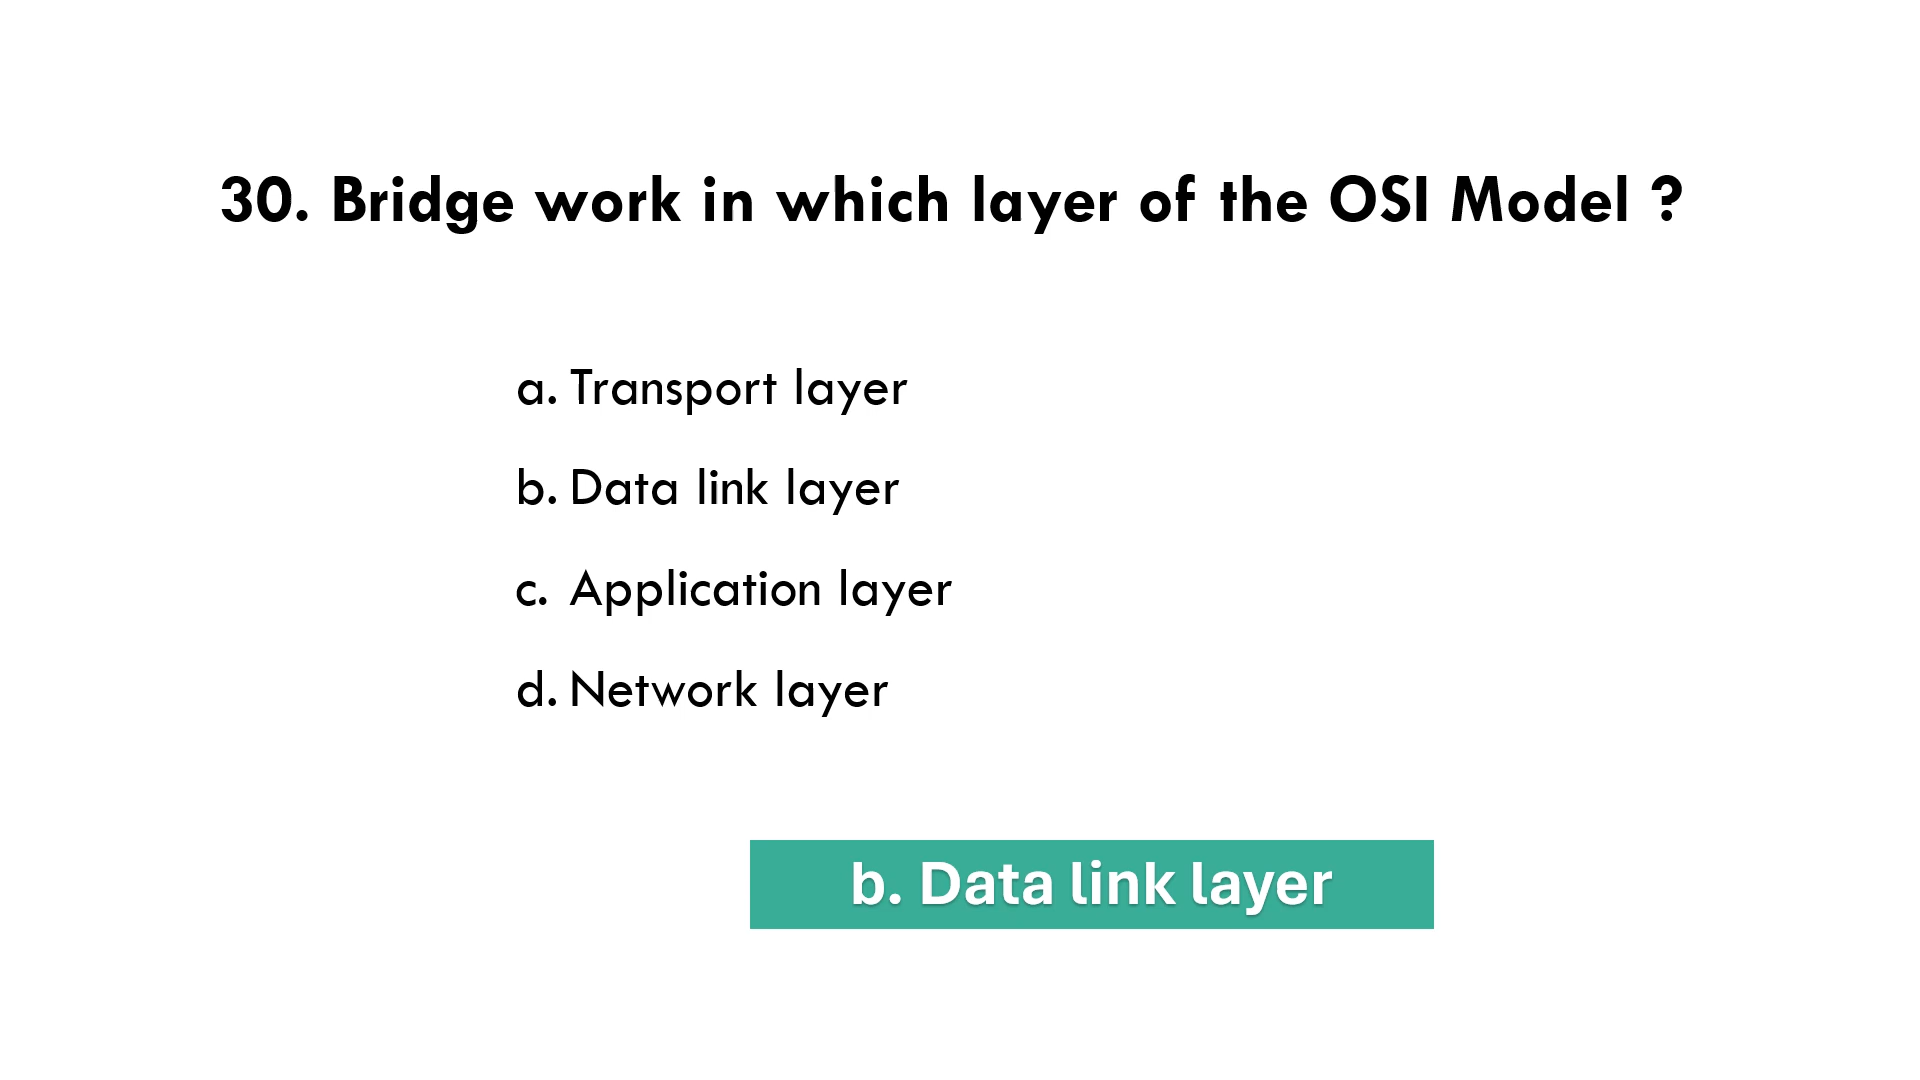 30. Bridge work in which layer of the OSI Model ?
a. Transport layer
b. Data link layer
c. Application layer
d. Network layer
b. Data link layer